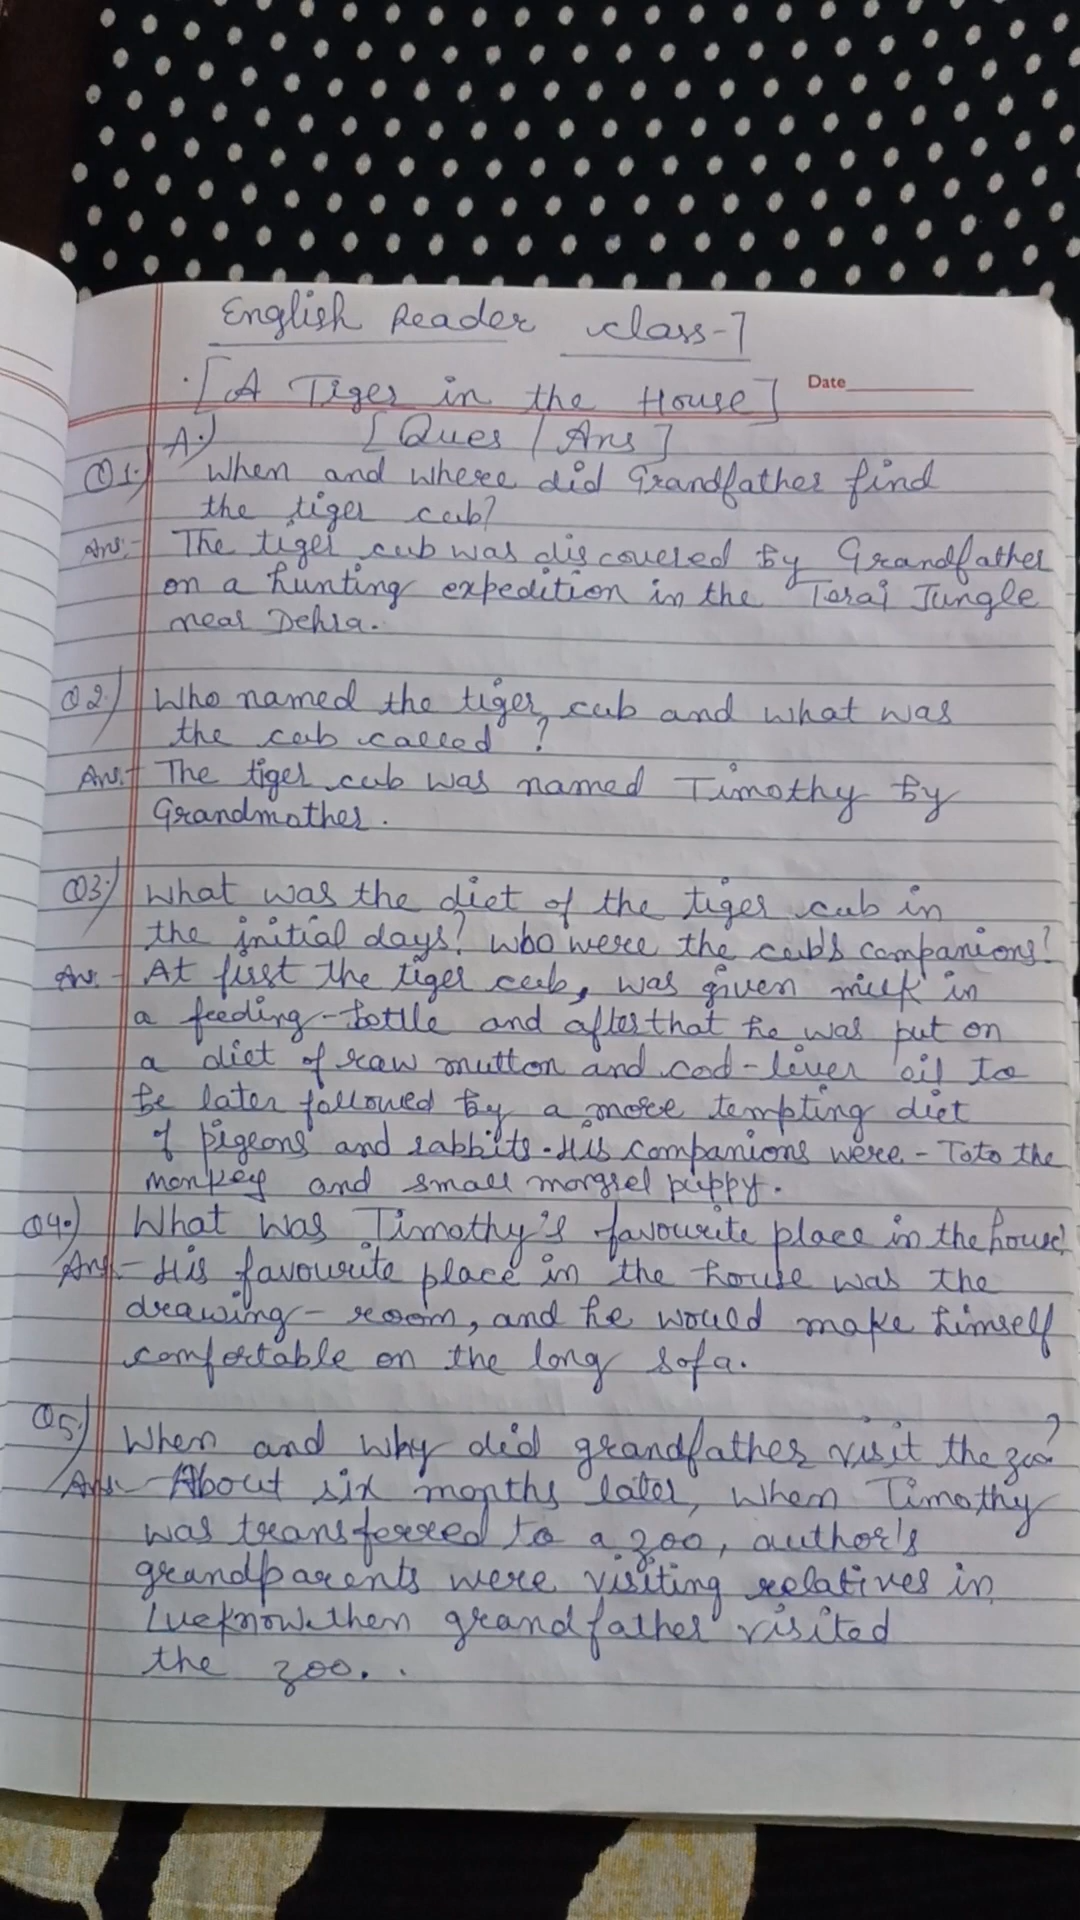 English Reader class-7
[A Tiger in the House]
Date
A.) [Ques / Ans]
Q1.) When and where did Grandfather find
the tiger cub?
Ans:- The tiger cub was discovered by Grandfather
on a hunting expedition in the Terai Jungle
near Dehra.
Q2.) Who named the tiger cub and what was
the cub called?
Ans:- The tiger cub was named Timothy by
Grandmother.
Q3.) What was the diet of the tiger cub in
the initial days? Who were the cub's companions?
Ans.- At first the tiger cub, was given milk in
a feeding-bottle and after that he was put on
a diet of raw mutton and cod-liver oil to
be later followed by a more tempting diet
of pigeons and rabbits. His companions were - Toto the
monkey and small mongrel puppy.
Q4.) What was Timothy's favourite place in the house?
Ans.- His favourite place in the house was the
drawing-room, and he would make himself
comfortable on the long sofa.
Q5.) When and why did grandfather visit the zoo?
Ans.- About six months later, when Timothy
was transferred to a zoo, author's
grandparents were visiting relatives in
Lucknow. then grandfather visited
the zoo..